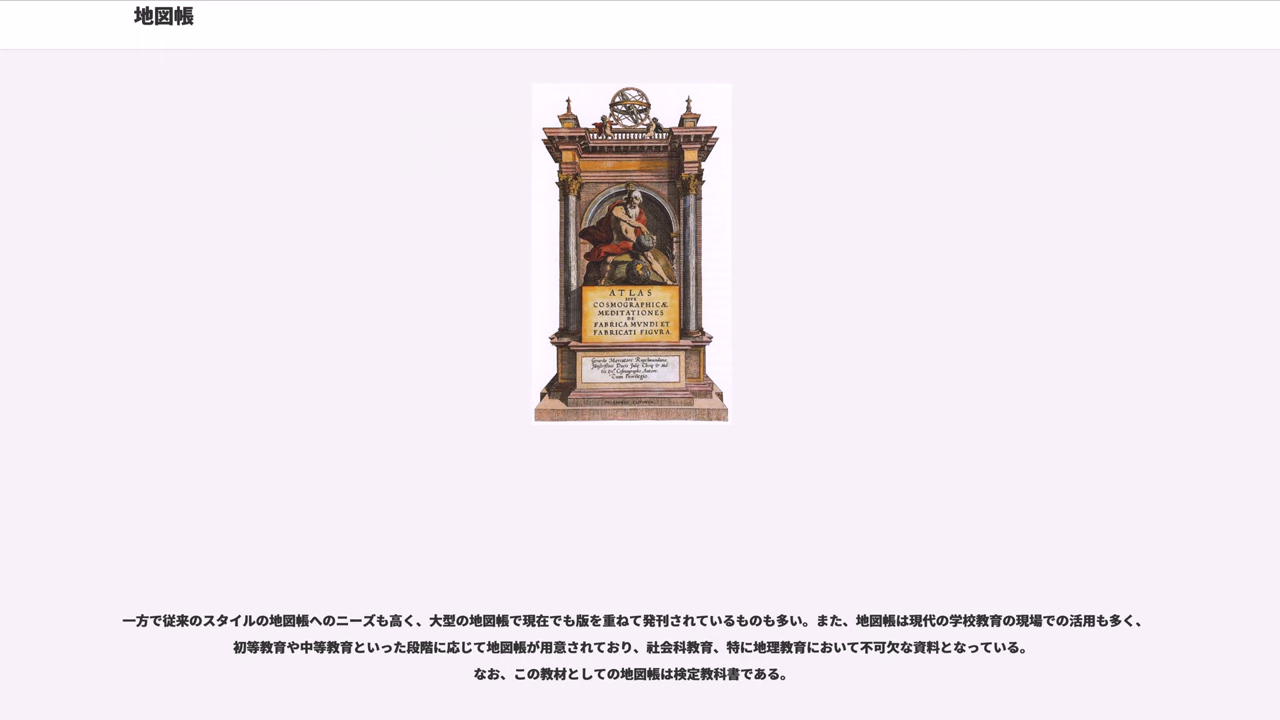 地図帳
ATLAS
SIVE
COSMOGRAPHICÆ
MEDITATIONES
DE
FABRICA MVNDI ET
FABRICATI FIGVRA.
一方で従来のスタイルの地図帳へのニーズも高く、大型の地図帳で現在でも版を重ねて発刊されているものも多い。また、地図帳は現代の学校教育の現場での活用も多く、
初等教育や中等教育といった段階に応じて地図帳が用意されており、社会科教育、特に地理教育において不可欠な資料となっている。
なお、この教材としての地図帳は検定教科書である。